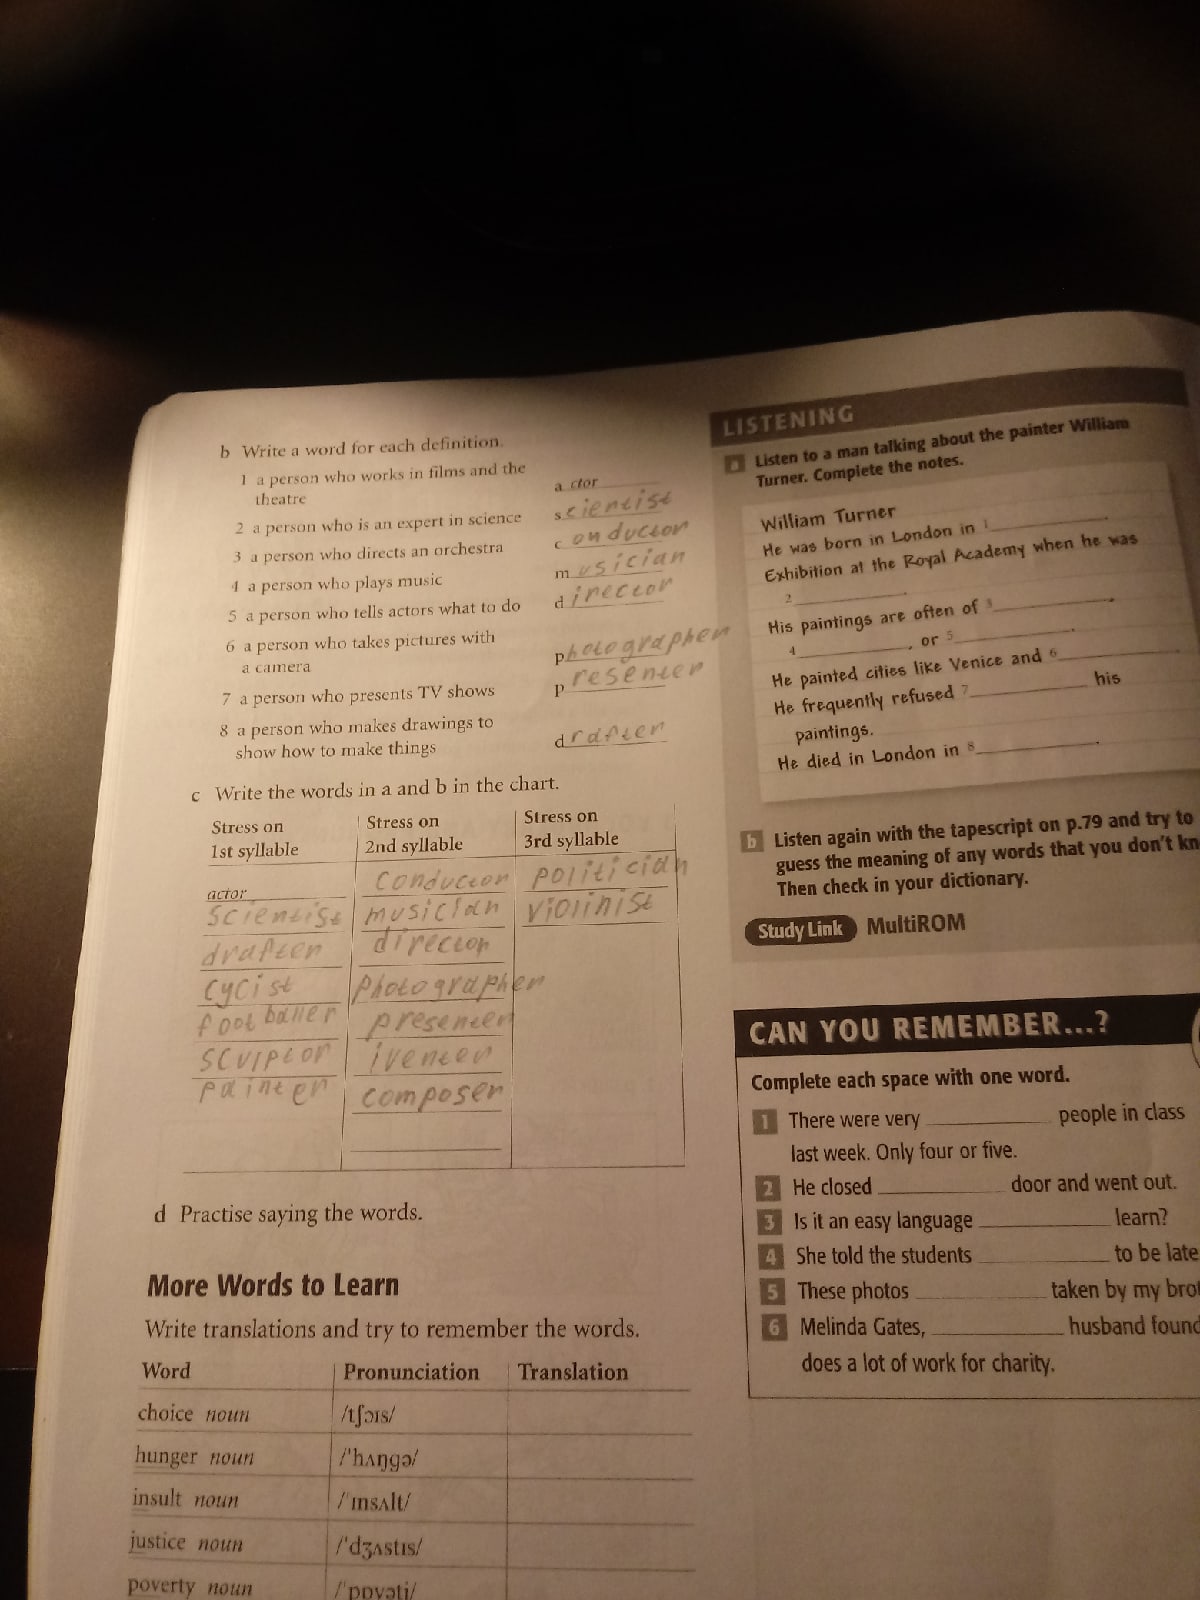 b Write a word for each definition.
1 a person who works in films and the
theatre
a ctor
2 a person who is an expert in science
scientist
3 a person who directs an orchestra
c onductor
4 a person who plays music
musician
5 a person who tells actors what to do
director
6 a person who takes pictures with
a camera
photographer
7 a person who presents TV shows
presenter
8 a person who makes drawings to
show how to make things
drafter
c Write the words in a and b in the chart.
Stress on
1st syllable
Stress on
2nd syllable
Stress on
3rd syllable
actor
conductor
politician
scientist
musician
violinist
drafter
director
cycist
photographer
footballer
presenter
sculptor
iventer
painter
composer
d Practise saying the words.
More Words to Learn
Write translations and try to remember the words.
Word Pronunciation Translation
choice noun /tʃɔɪs/
hunger noun /'hʌŋgə/
insult noun /'ɪnsʌlt/
justice noun /'dʒʌstɪs/
poverty noun /'pɒvəti/
LISTENING
a Listen to a man talking about the painter William
Turner. Complete the notes.
William Turner
He was born in London in 1
Exhibition at the Royal Academy when he was
2
His paintings are often of 3
4 , or 5 .
He painted cities like Venice and 6
He frequently refused 7 his
paintings.
He died in London in 8 .
b Listen again with the tapescript on p.79 and try to
guess the meaning of any words that you don't kn
Then check in your dictionary.
Study Link MultiROM
CAN YOU REMEMBER...?
Complete each space with one word.
1 There were very people in class
last week. Only four or five.
2 He closed door and went out.
3 Is it an easy language learn?
4 She told the students to be late
5 These photos taken by my bro
6 Melinda Gates, husband found
does a lot of work for charity.